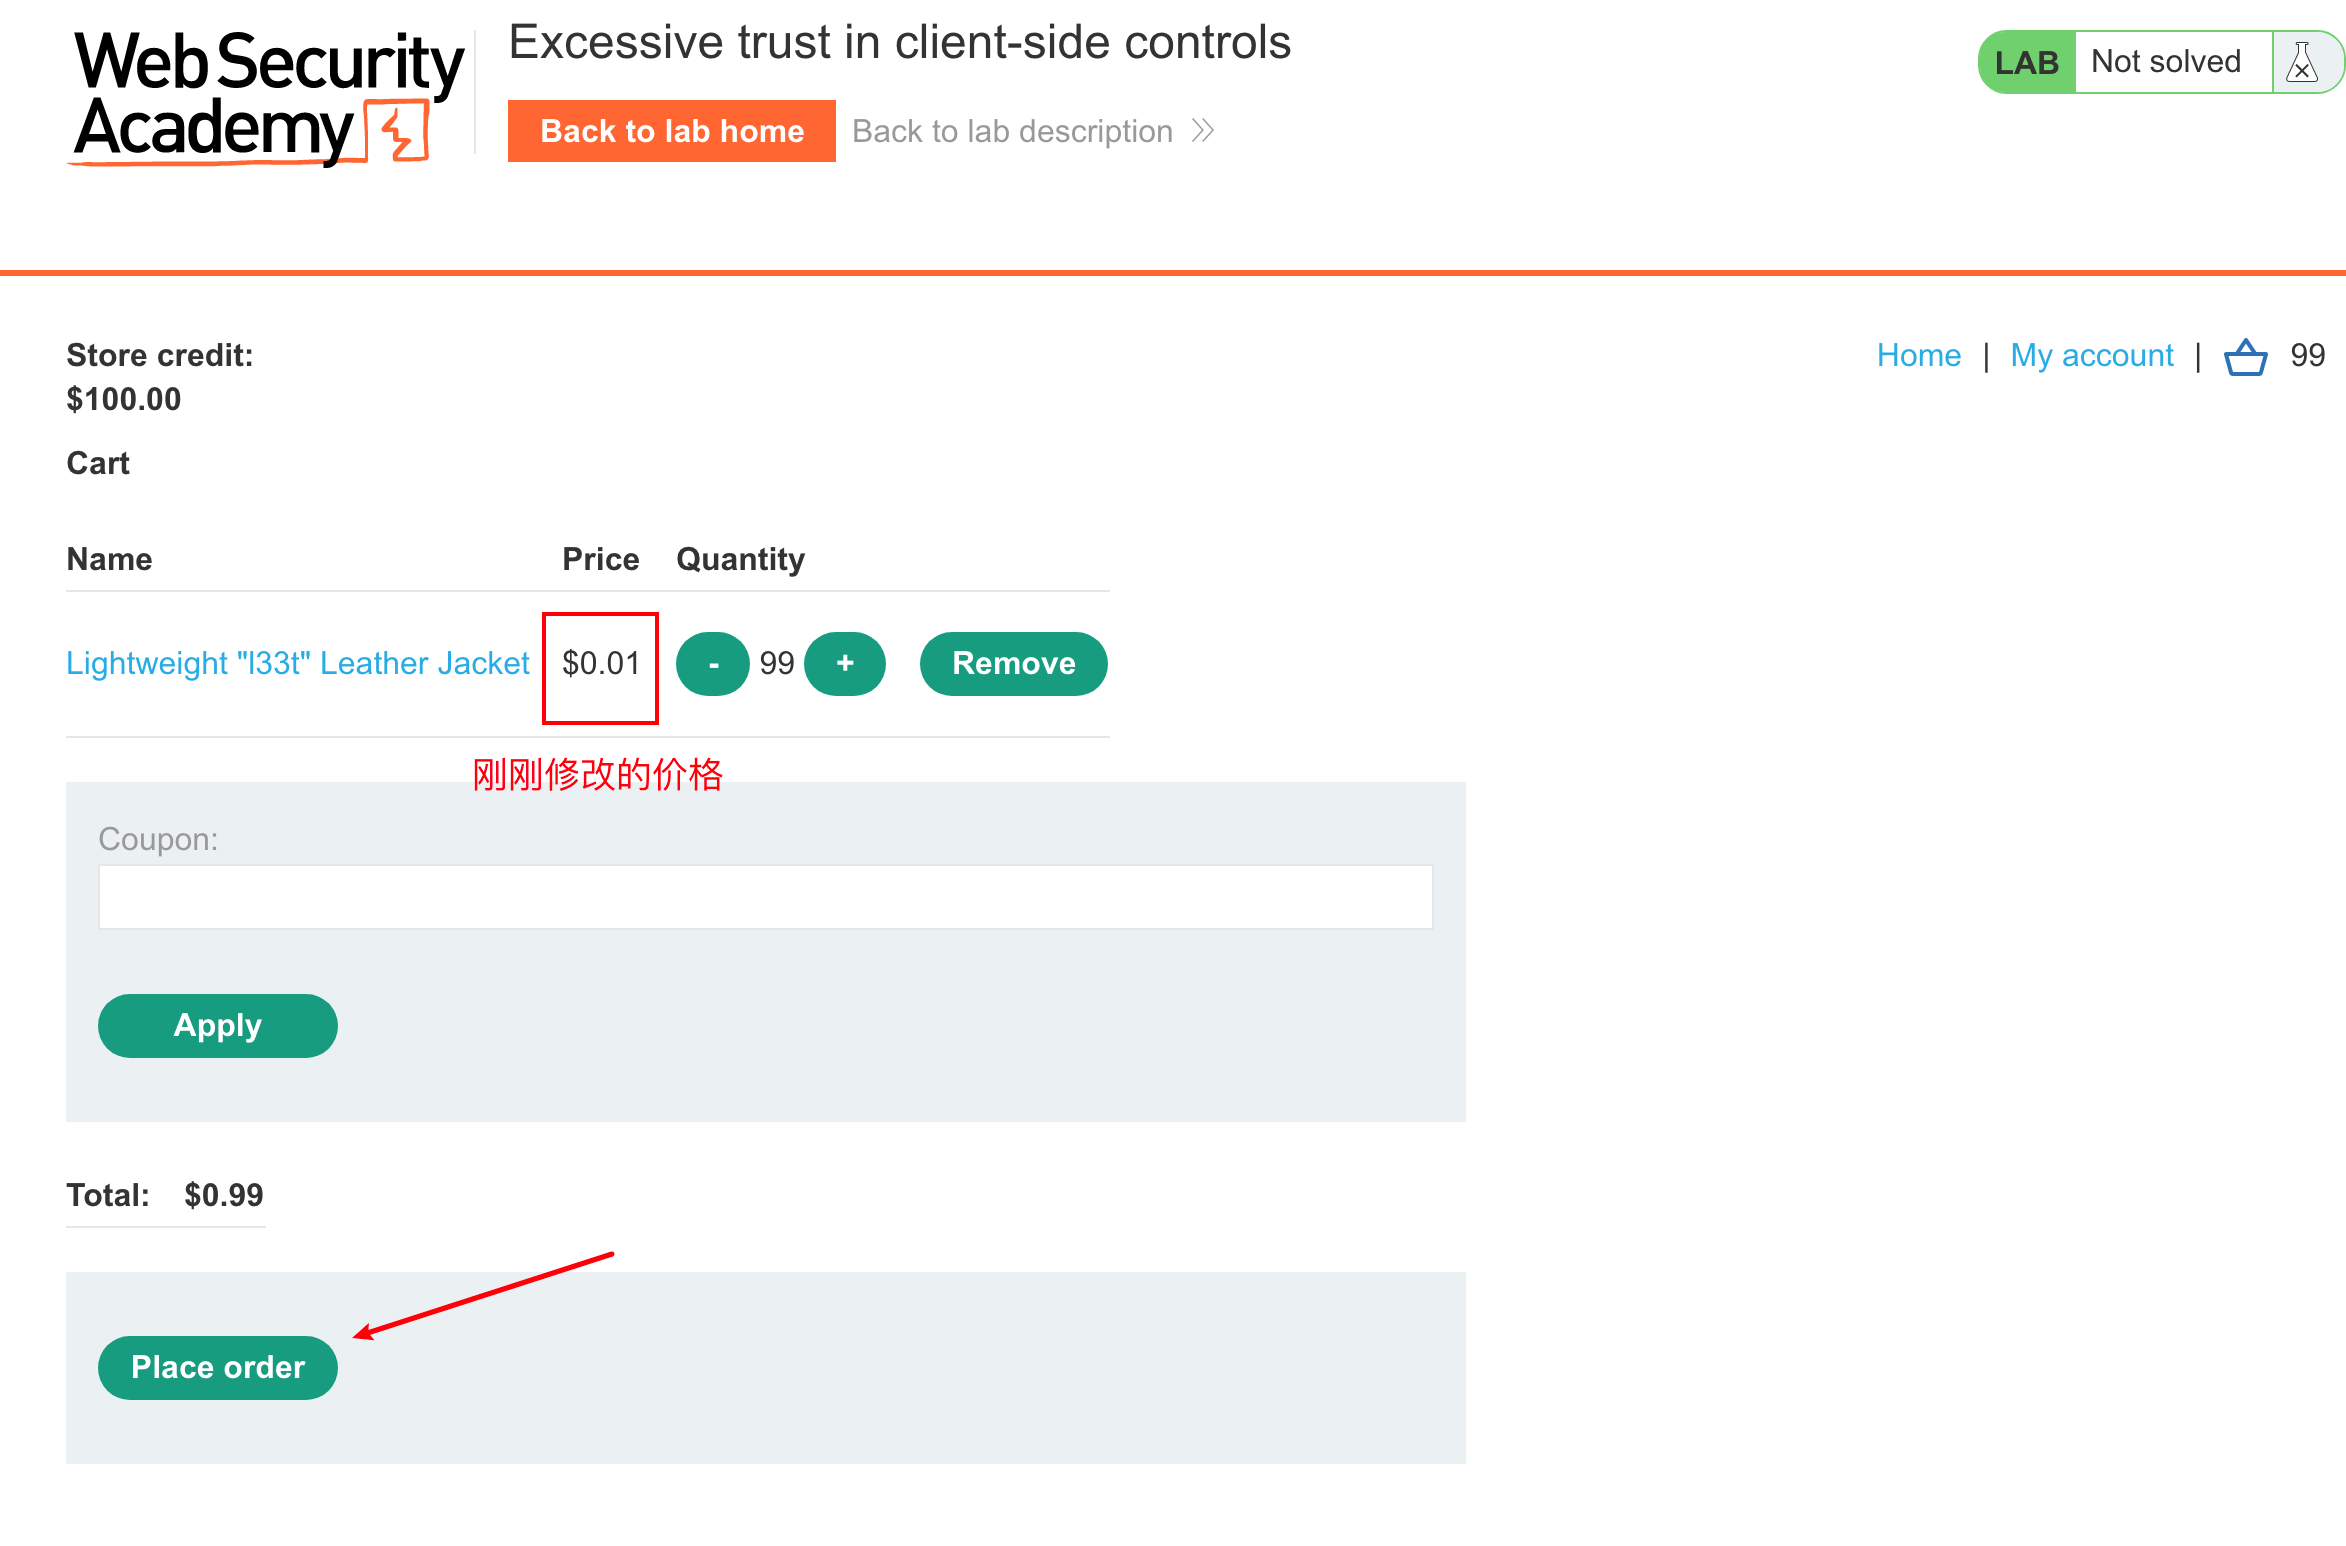 Web Security
Academy
Excessive trust in client-side controls
Back to lab home
Back to lab description
LAB
Not solved
Store credit:
$100.00
Home | My account | 99
Cart
Name Price Quantity
Lightweight "l33t" Leather Jacket $0.01 - 99 + Remove
刚刚修改的价格
Coupon:
Apply
Total: $0.99
Place order